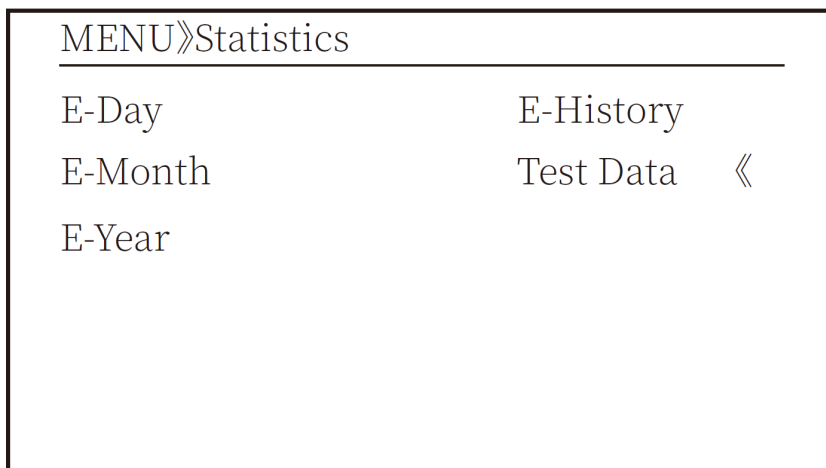 MENU》Statistics
E-Day E-History
E-Month Test Data 《
E-Year